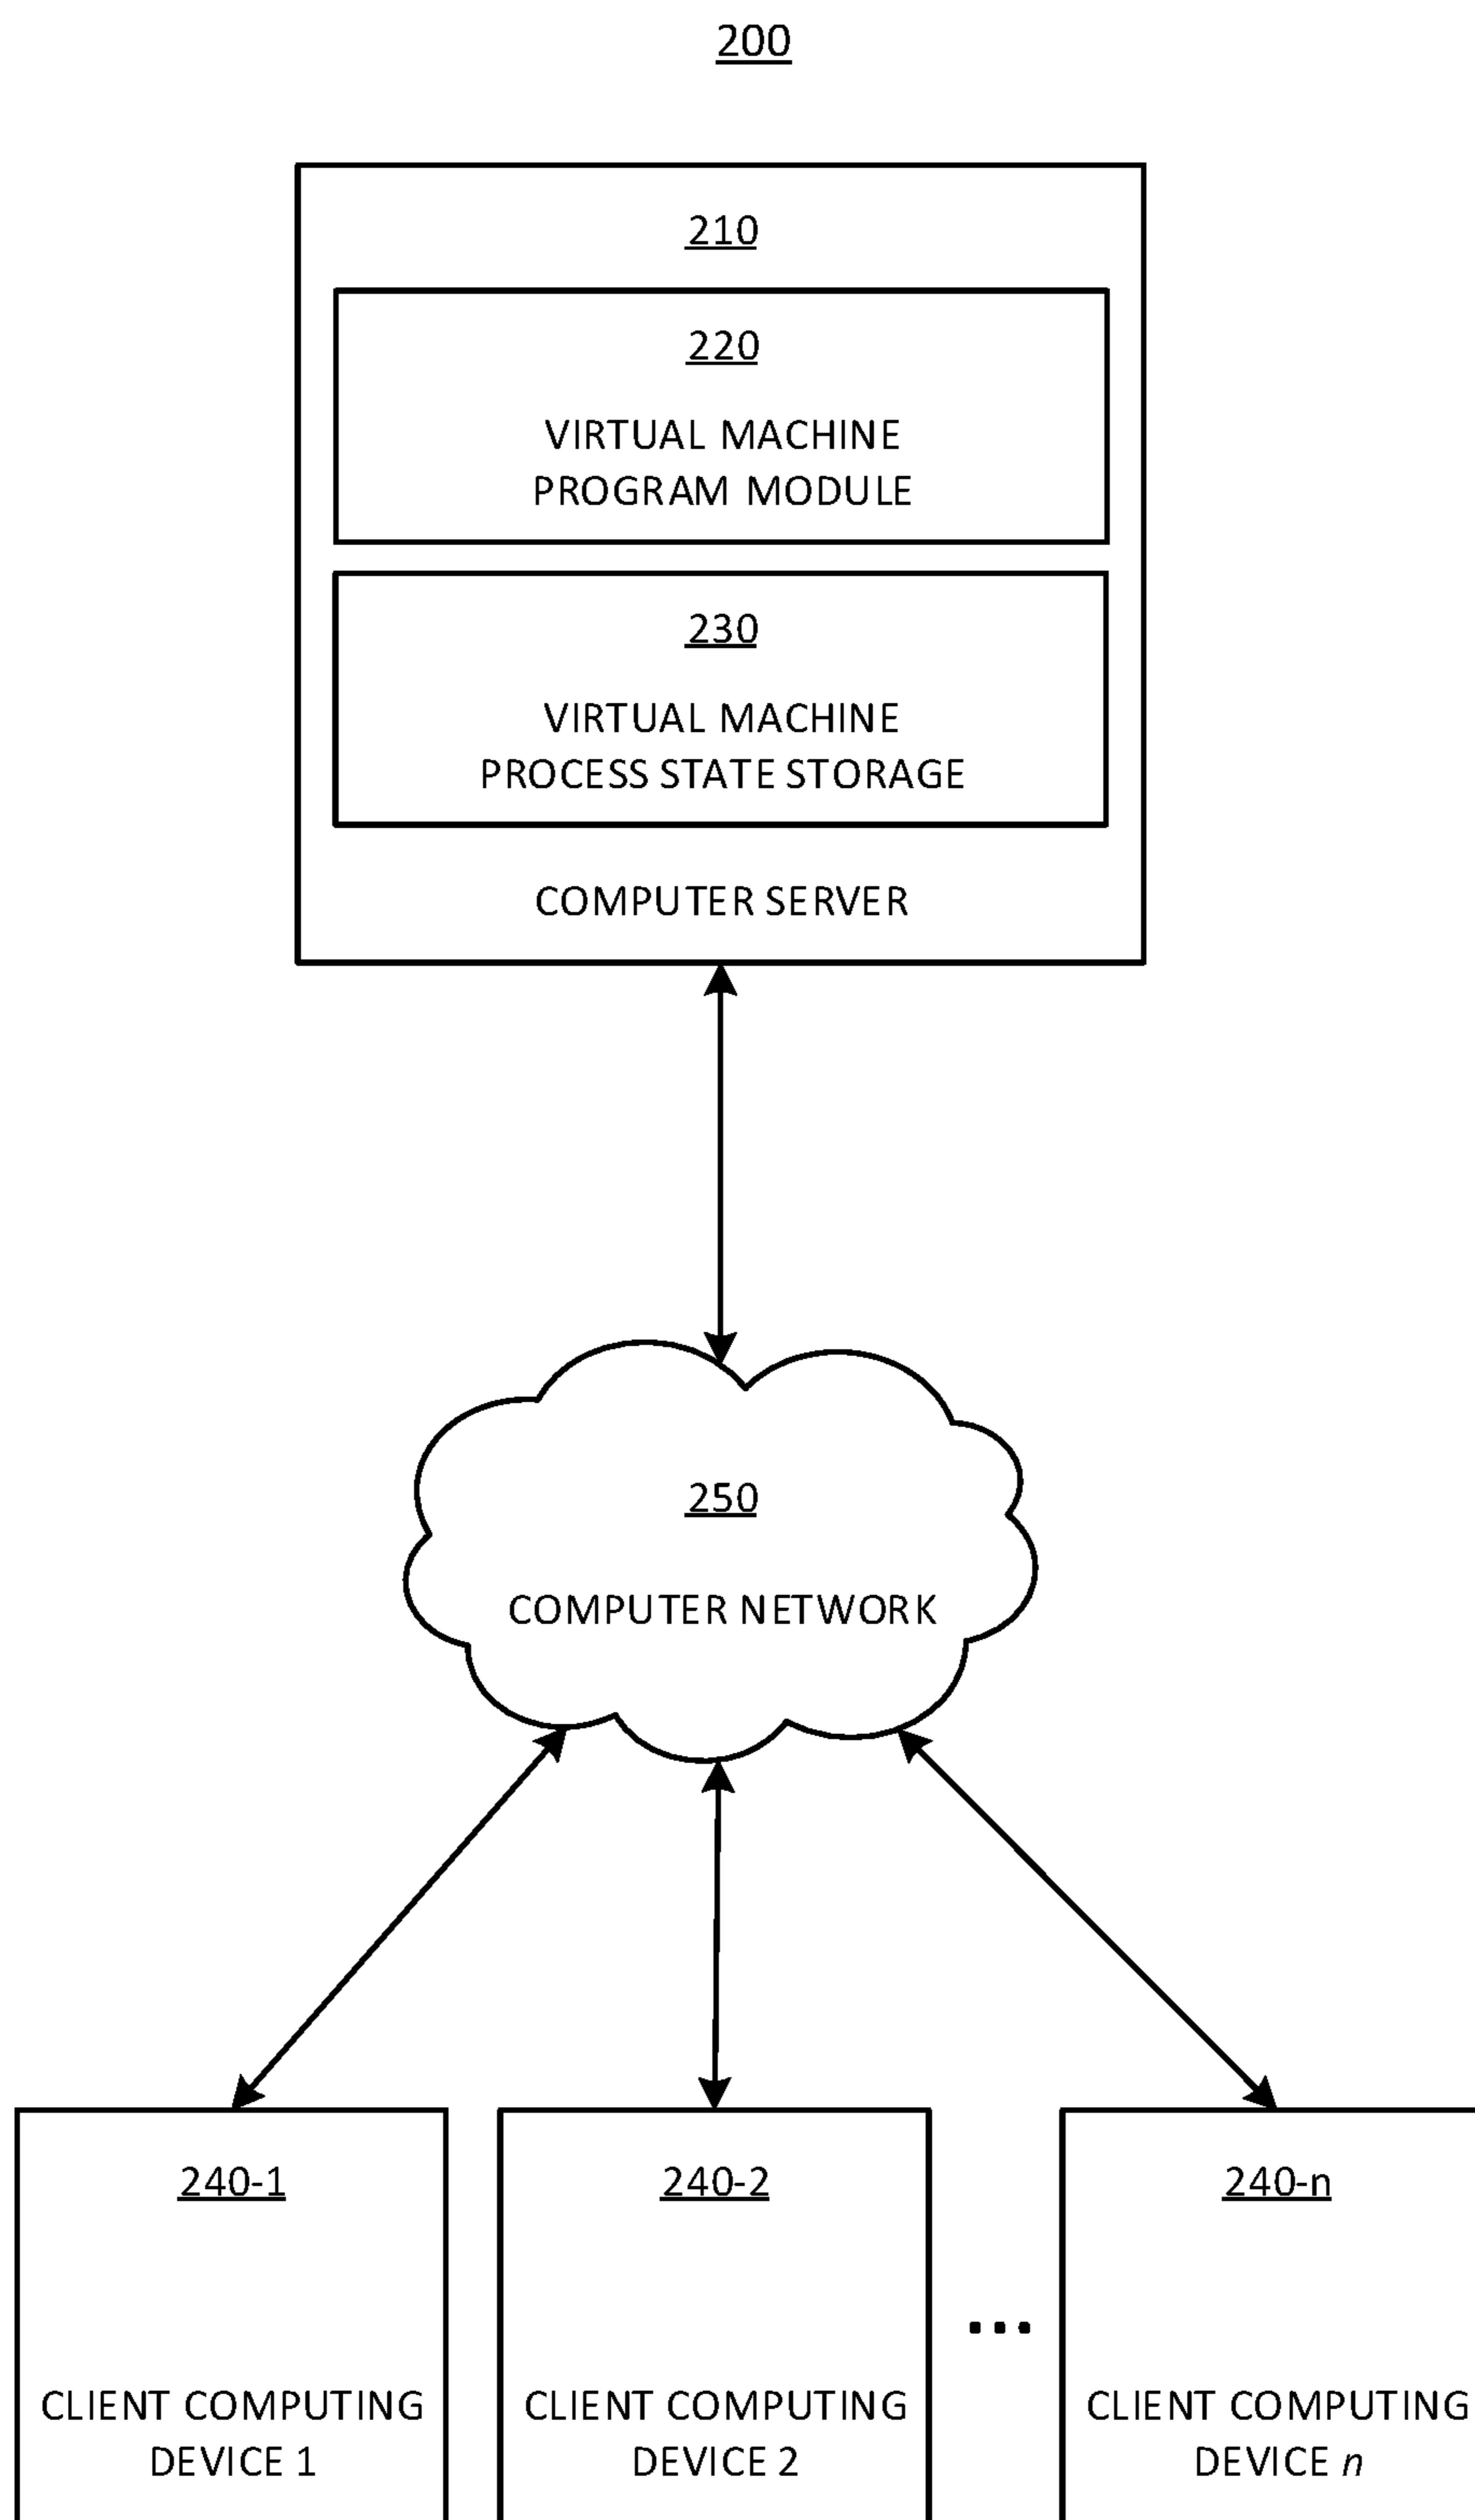 200
210
220
VIRTUAL MACHINE
PROGRAM MODULE
230
VIRTUAL MACHINE
PROCESS STATE STORAGE
COMPUTER SERVER
250
COMPUTER NETWORK
240-1
CLIENT COMPUTING
DEVICE 1
240-2
CLIENT COMPUTING
DEVICE 2
...
240-n
CLIENT COMPUTING
DEVICE n